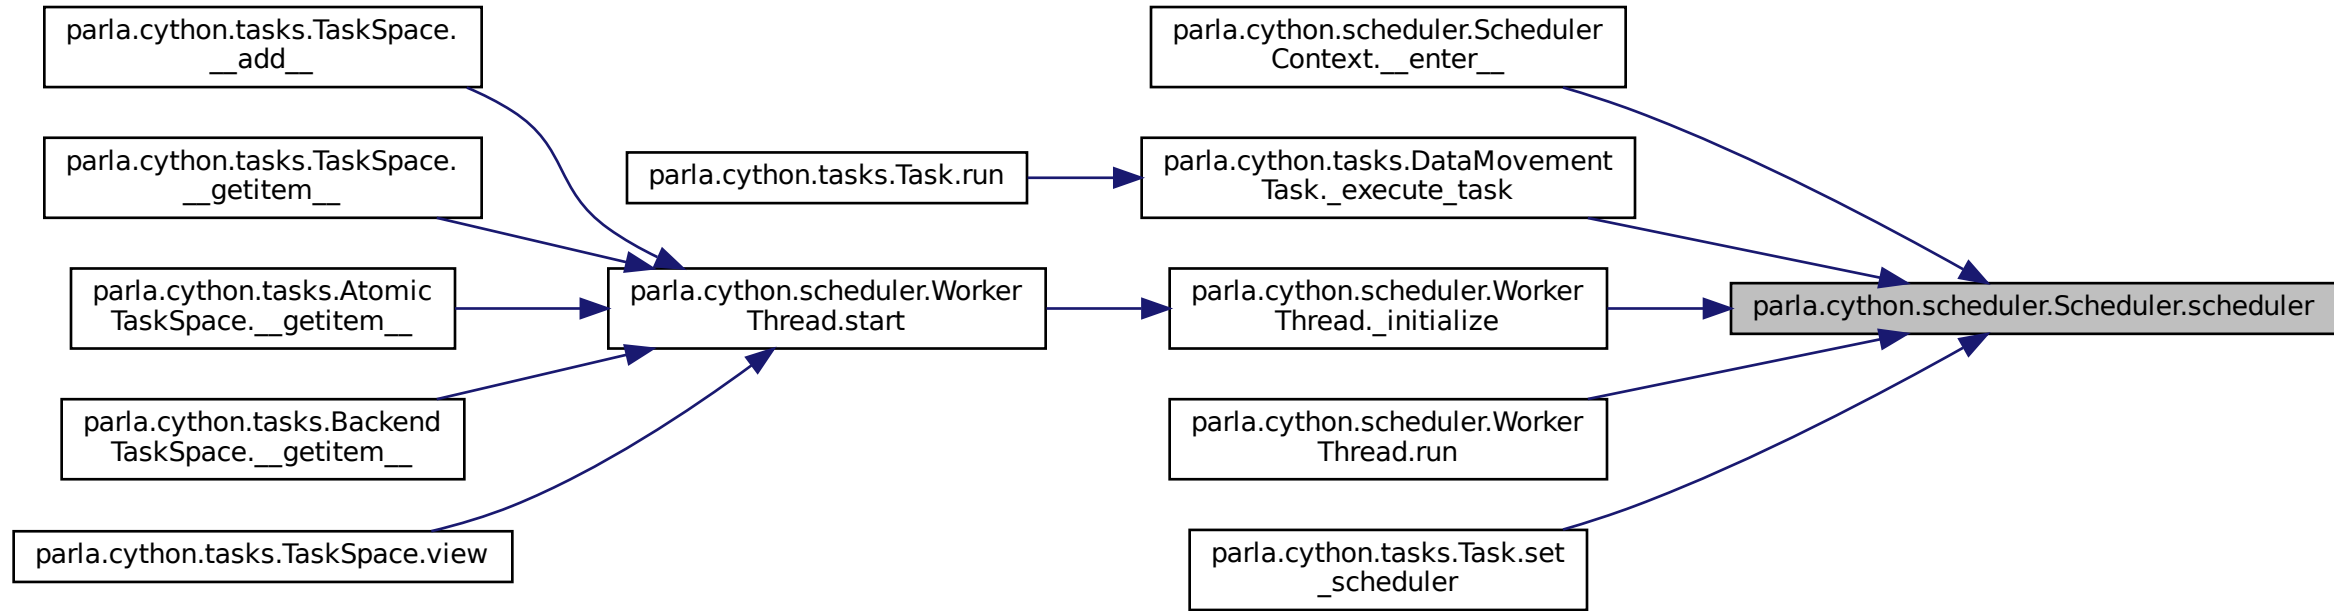 parla.cython.tasks.TaskSpace.
__add__
parla.cython.tasks.TaskSpace.
__getitem__
parla.cython.tasks.Atomic
TaskSpace.__getitem__
parla.cython.tasks.Backend
TaskSpace.__getitem__
parla.cython.tasks.TaskSpace.view
parla.cython.tasks.Task.run
parla.cython.scheduler.Worker
Thread.start
parla.cython.scheduler.Scheduler
Context.__enter__
parla.cython.tasks.DataMovement
Task._execute_task
parla.cython.scheduler.Worker
Thread._initialize
parla.cython.scheduler.Worker
Thread.run
parla.cython.tasks.Task.set
_scheduler
parla.cython.scheduler.Scheduler.scheduler